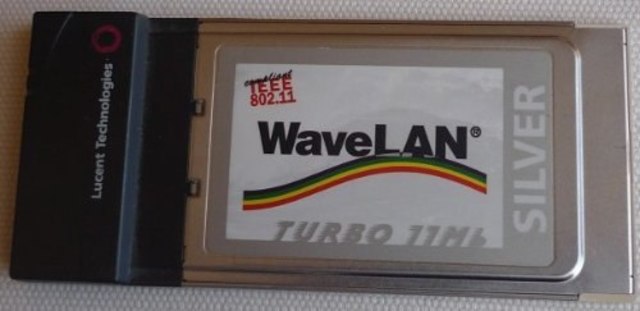 Lucent Technologies
compliant
IEEE
802.11
WaveLAN®
TURBO 11Mb
SILVER